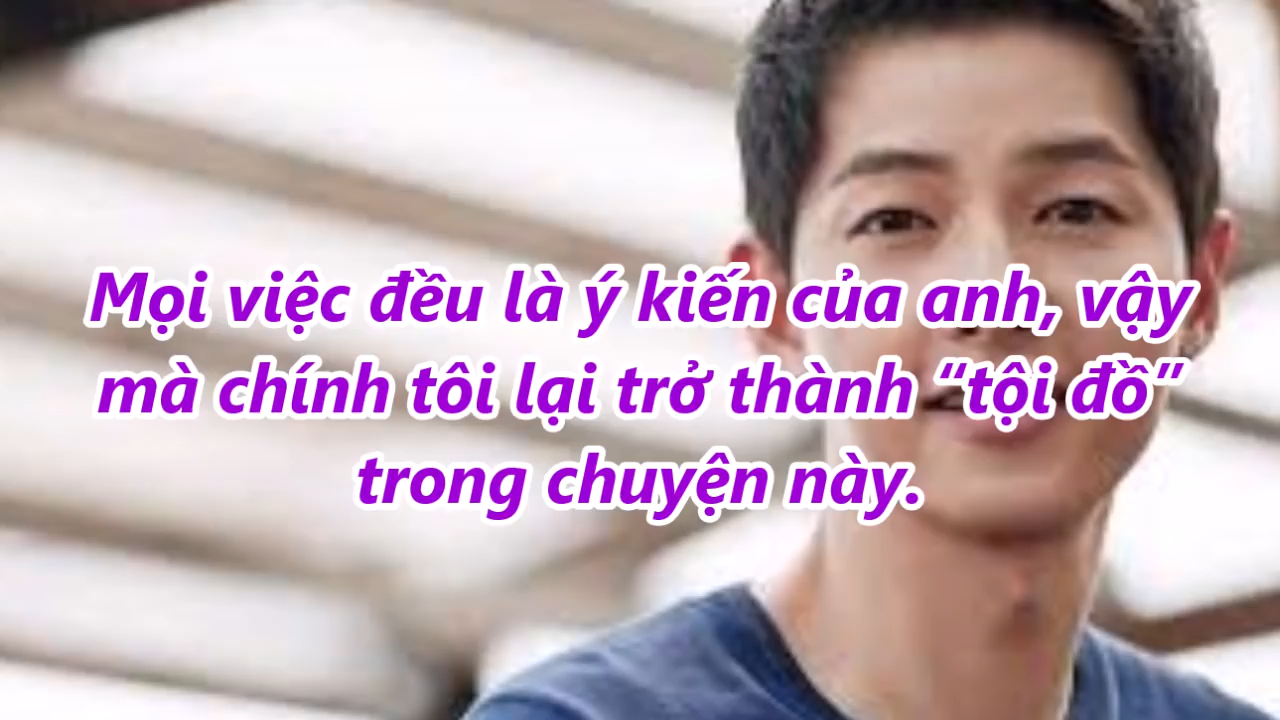 Mọi việc đều là ý kiến của anh, vậy
mà chính tôi lại trở thành “tội đồ”
trong chuyện này.